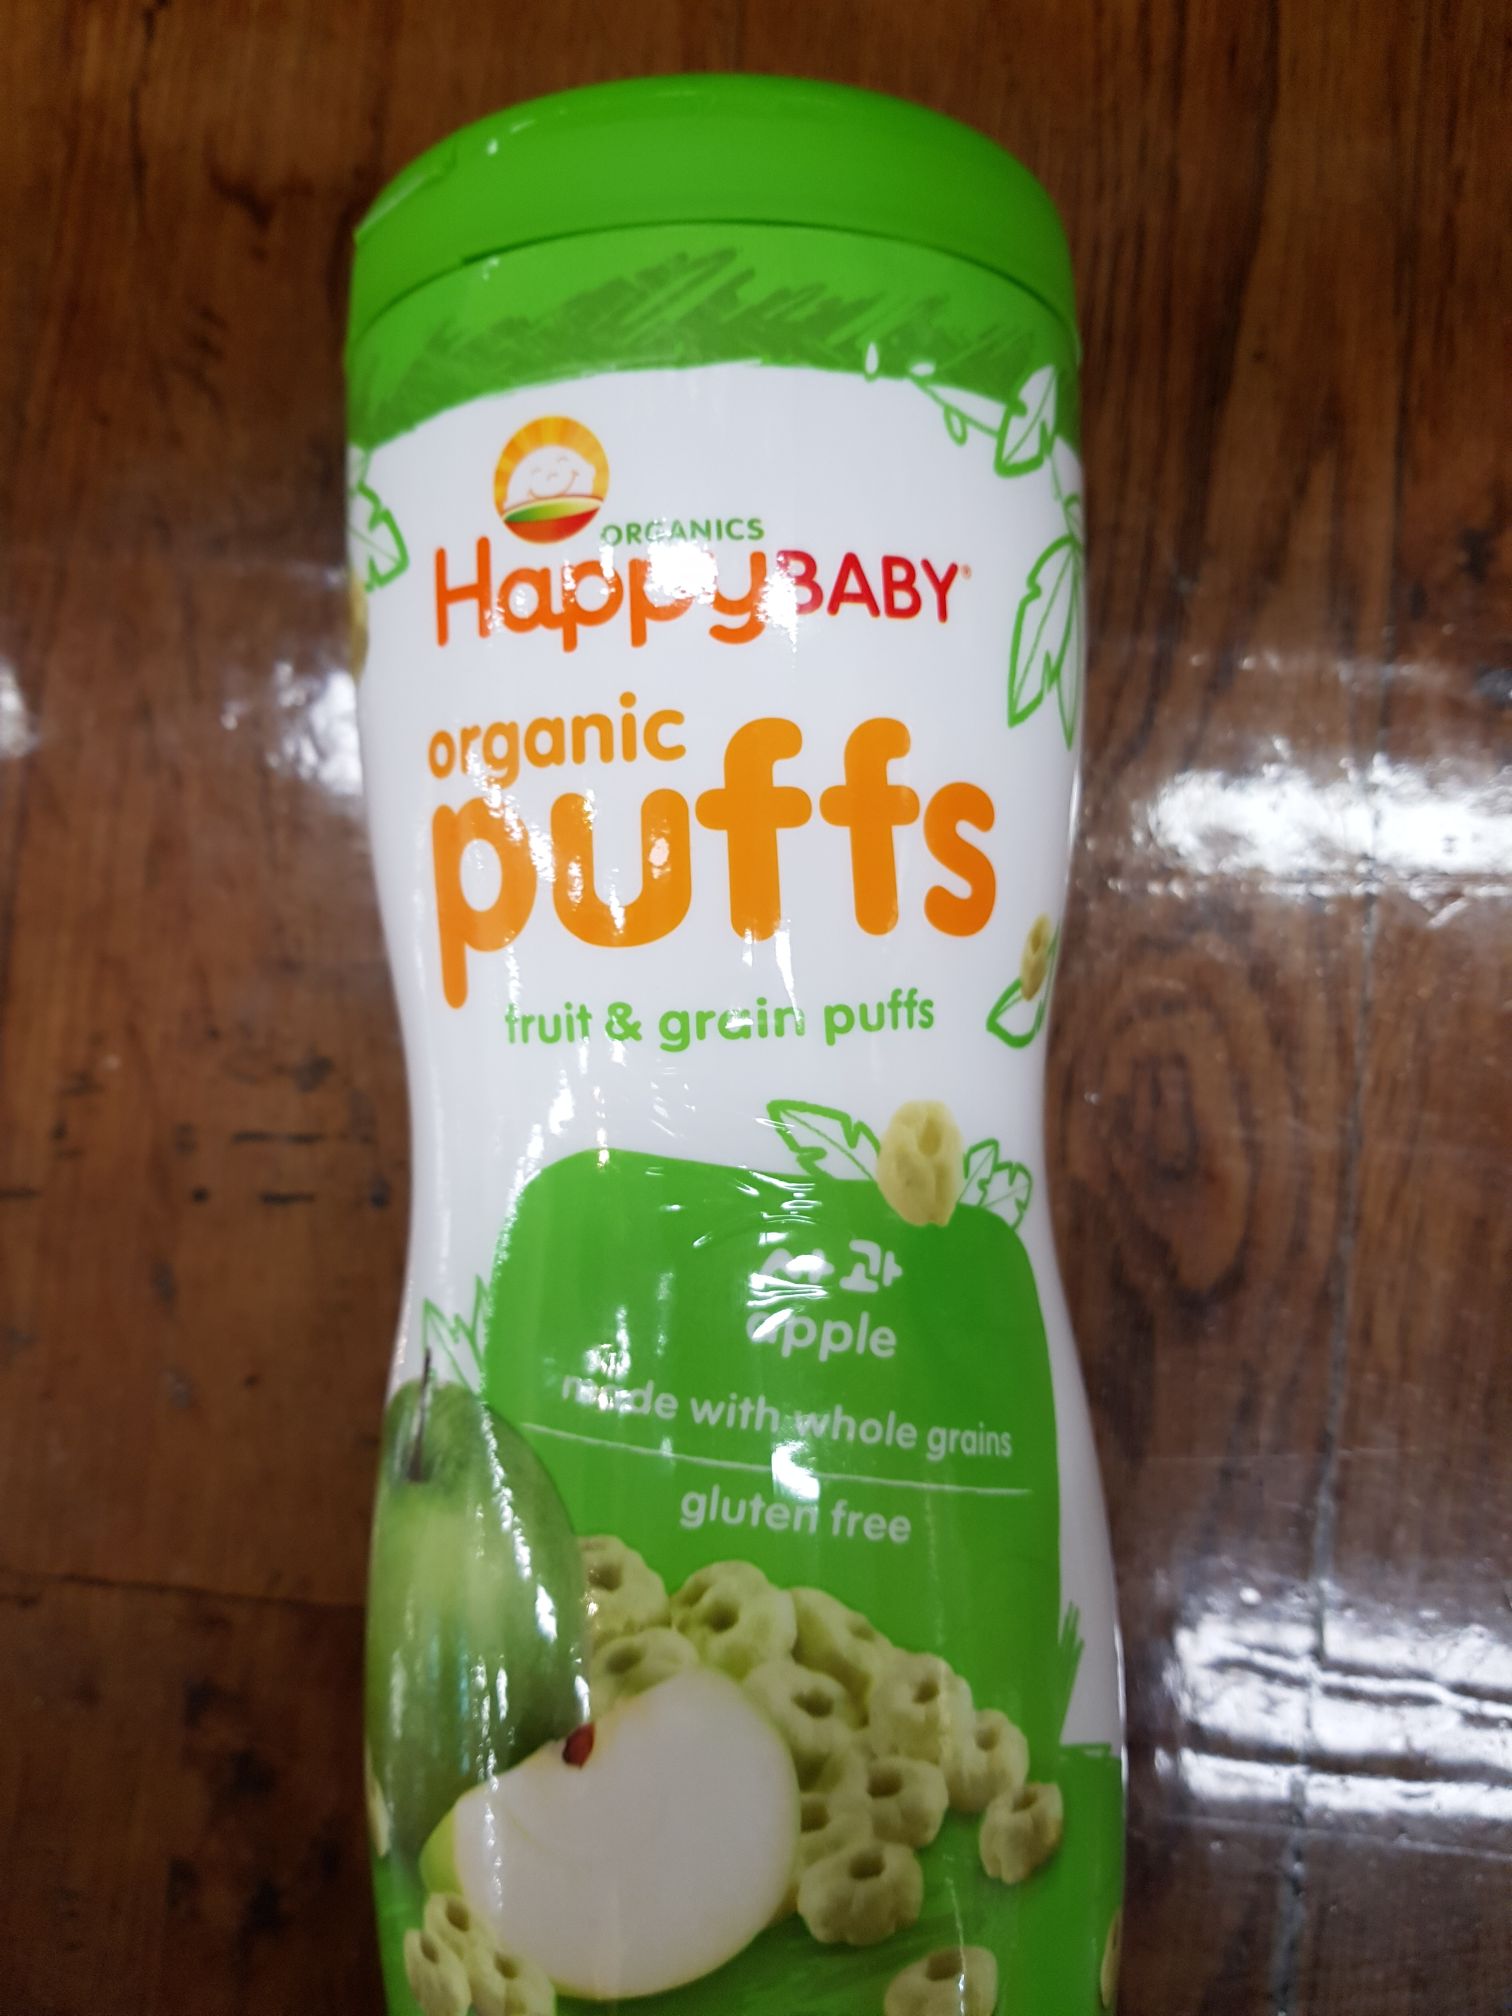 ORGANICS
HappyBABY®
organic
puffs
fruit & grain puffs
사과
apple
made with whole grains
gluten free